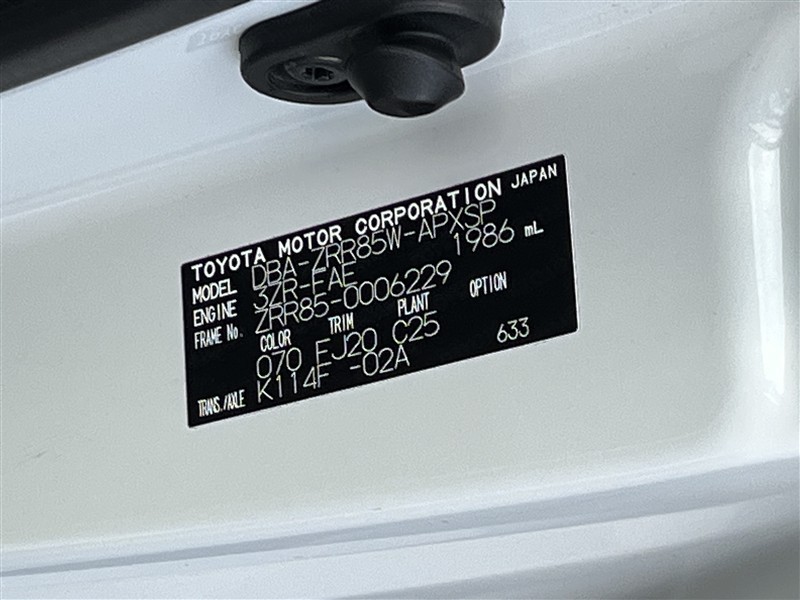 TOYOTA MOTOR CORPORATION JAPAN
MODEL DBA-ZRR85W-APXSP
ENGINE 3ZR-FAE 1986 mL
FRAME No. ZRR85-0006229
COLOR TRIM PLANT OPTION
070 FJ20 C25 633
TRANS./AXLE K114F -02A